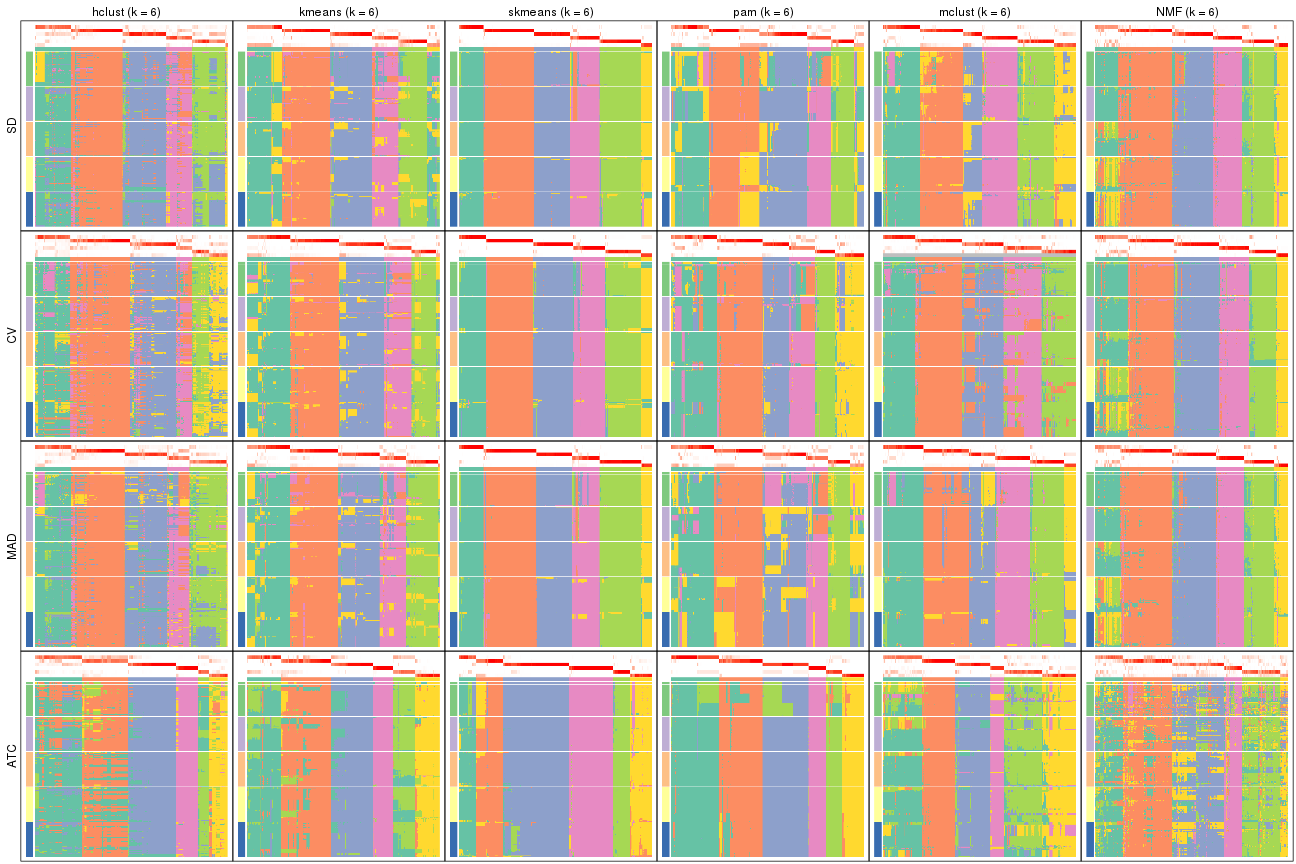 hclust (k = 6) kmeans (k = 6) skmeans (k = 6) pam (k = 6) mclust (k = 6) NMF (k = 6)
SD
CV
MAD
ATC